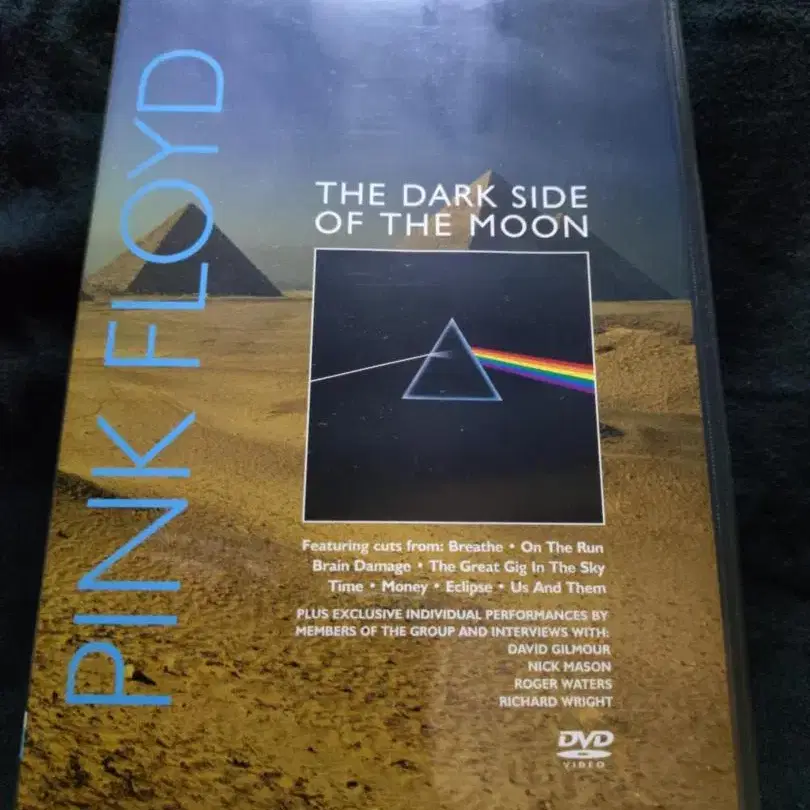 PINK FLOYD
THE DARK SIDE
OF THE MOON
Featuring cuts from: Breathe • On The Run
Brain Damage • The Great Gig In The Sky
Time • Money • Eclipse • Us And Them
PLUS EXCLUSIVE INDIVIDUAL PERFORMANCES BY
MEMBERS OF THE GROUP AND INTERVIEWS WITH:
DAVID GILMOUR
NICK MASON
ROGER WATERS
RICHARD WRIGHT
DVD
VIDEO